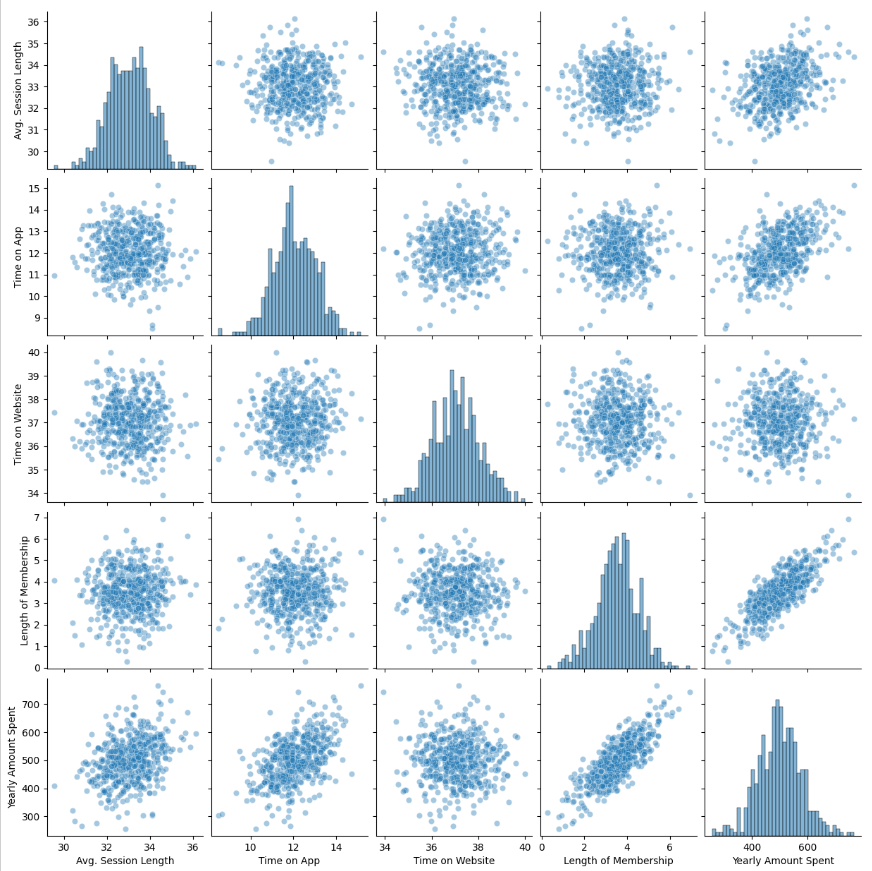 36
35
34
33
32
31
30
Avg. Session Length
15
14
13
12
11
10
9
Time on App
40
39
38
37
36
35
34
Time on Website
7
6
5
4
3
2
1
0
Length of Membership
700
600
500
400
300
Yearly Amount Spent
30 32 34 36
Avg. Session Length
10 12 14
Time on App
34 36 38 40
Time on Website
0 2 4 6
Length of Membership
400 600
Yearly Amount Spent